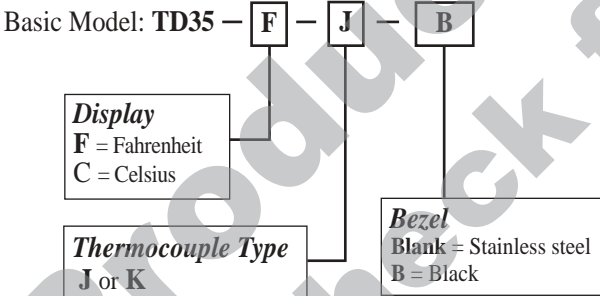 Basic Model: TD35 – F – J – B
Display
F = Fahrenheit
C = Celsius
Thermocouple Type
J or K
Bezel
Blank = Stainless steel
B = Black